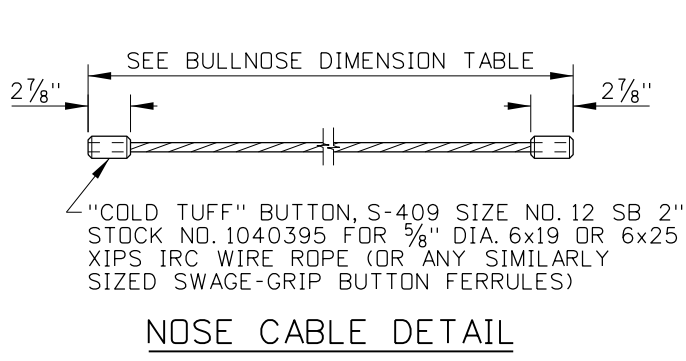 SEE BULLNOSE DIMENSION TABLE
2⅞" 2⅞"
"COLD TUFF" BUTTON, S-409 SIZE NO. 12 SB 2"
STOCK NO. 1040395 FOR ⅝" DIA. 6x19 OR 6x25
XIPS IRC WIRE ROPE (OR ANY SIMILARLY
SIZED SWAGE-GRIP BUTTON FERRULES)
NOSE CABLE DETAIL